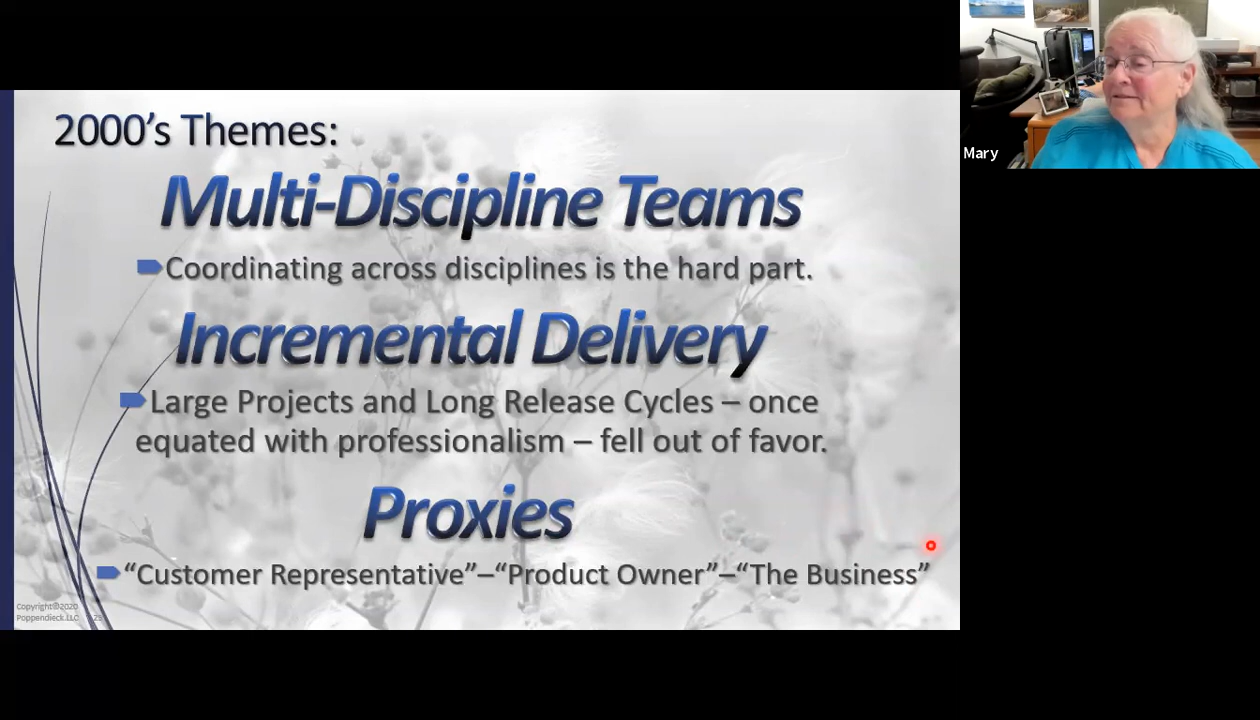 2000's Themes:
Multi-Discipline Teams
Coordinating across disciplines is the hard part.
Incremental Delivery
Large Projects and Long Release Cycles – once
equated with professionalism – fell out of favor.
Proxies
“Customer Representative”–“Product Owner”–“The Business”
Copyright©2020
Poppendieck.LLC
Mary